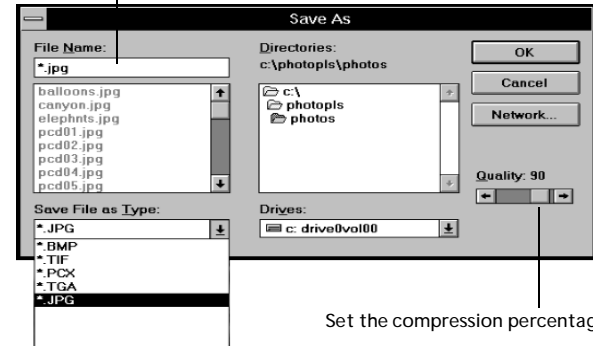 Save As
File Name:
*.jpg
balloons.jpg
canyon.jpg
elephnts.jpg
pcd01.jpg
pcd02.jpg
pcd03.jpg
pcd04.jpg
pcd05.jpg
Save File as Type:
*.JPG
*.BMP
*.TIF
*.PCX
*.TGA
*.JPG
Directories:
c:\photopls\photos
c:\
photopls
photos
Drives:
c: drive0vol00
OK
Cancel
Network...
Quality: 90
Set the compression percentag